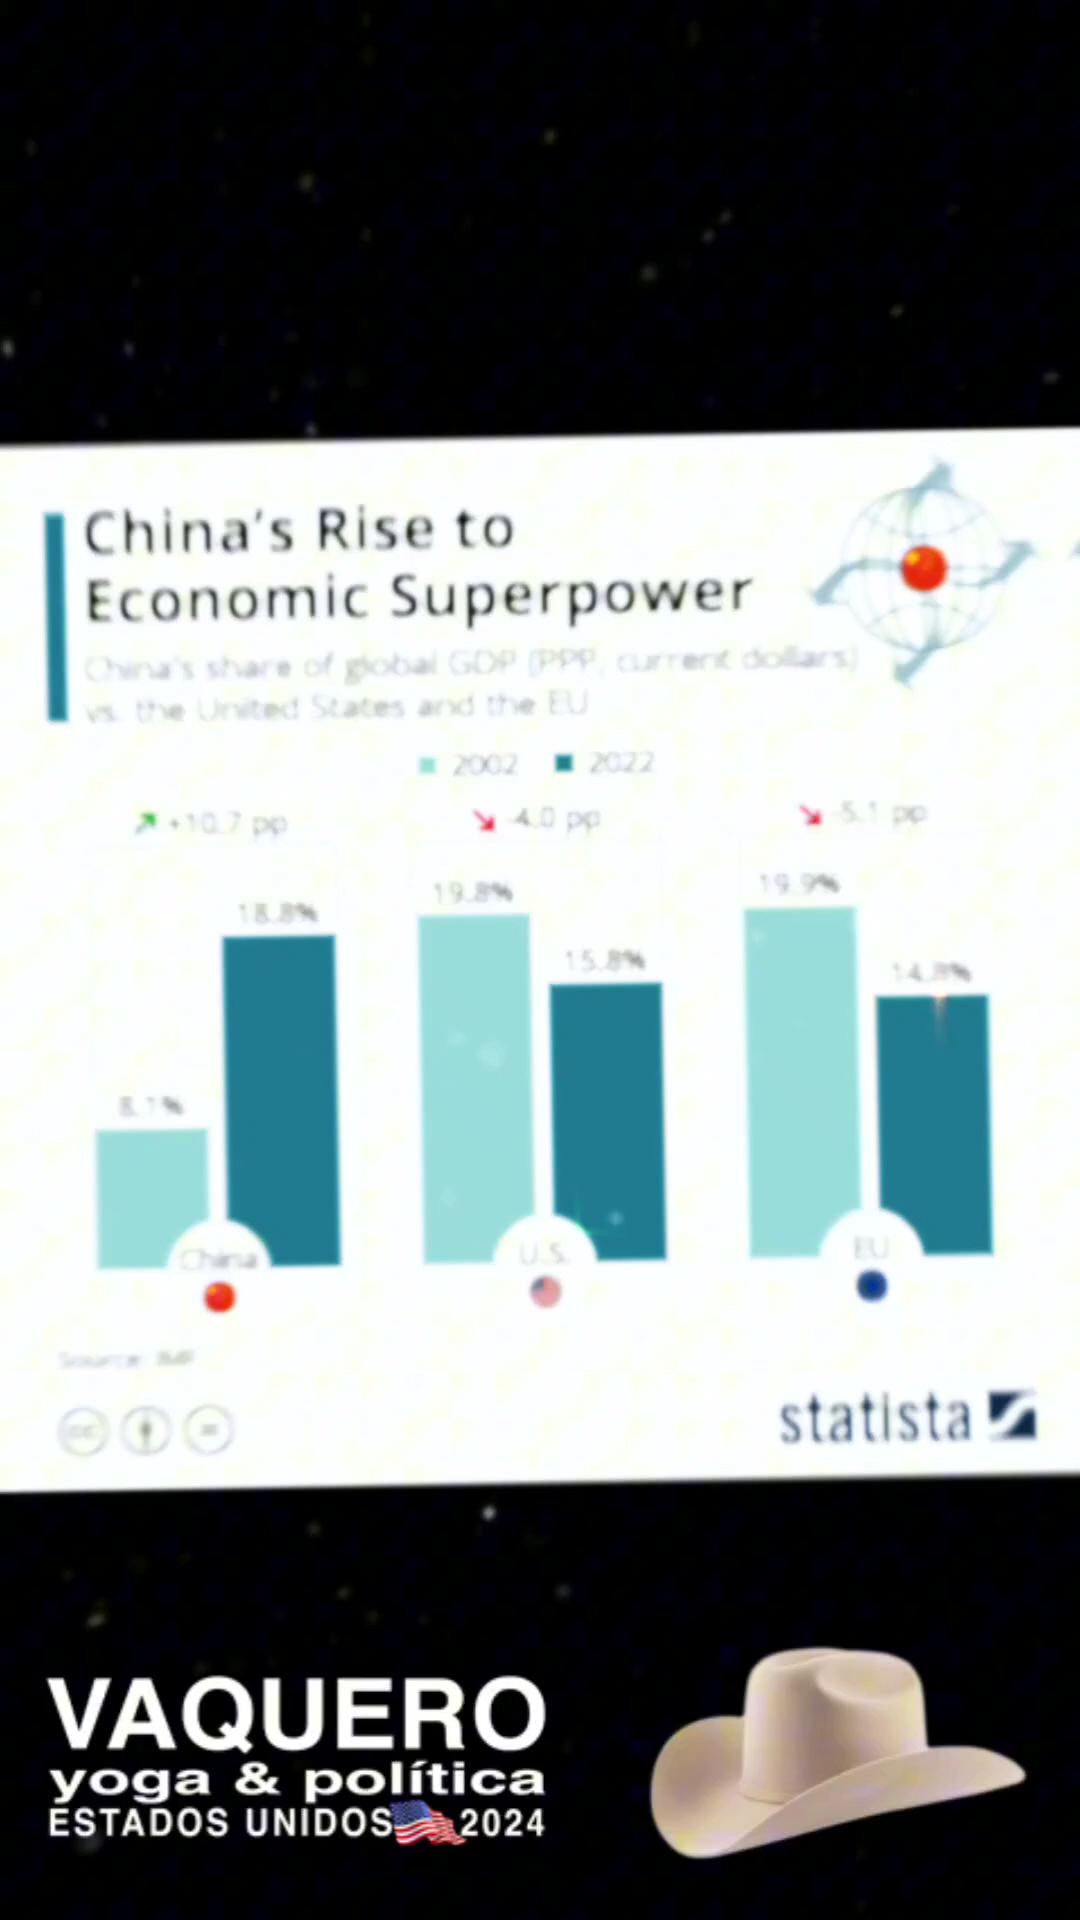 China's Rise to
Economic Superpower
China's share of global GDP (PPP, current dollars)
vs. the United States and the EU
2002 2022
+10.7 pp -4.0 pp -5.1 pp
8.1% 18.8% 19.8% 15.8% 19.9% 14.8%
China U.S. EU
Source: IMF
statista
VAQUERO
yoga & política
ESTADOS UNIDOS 2024